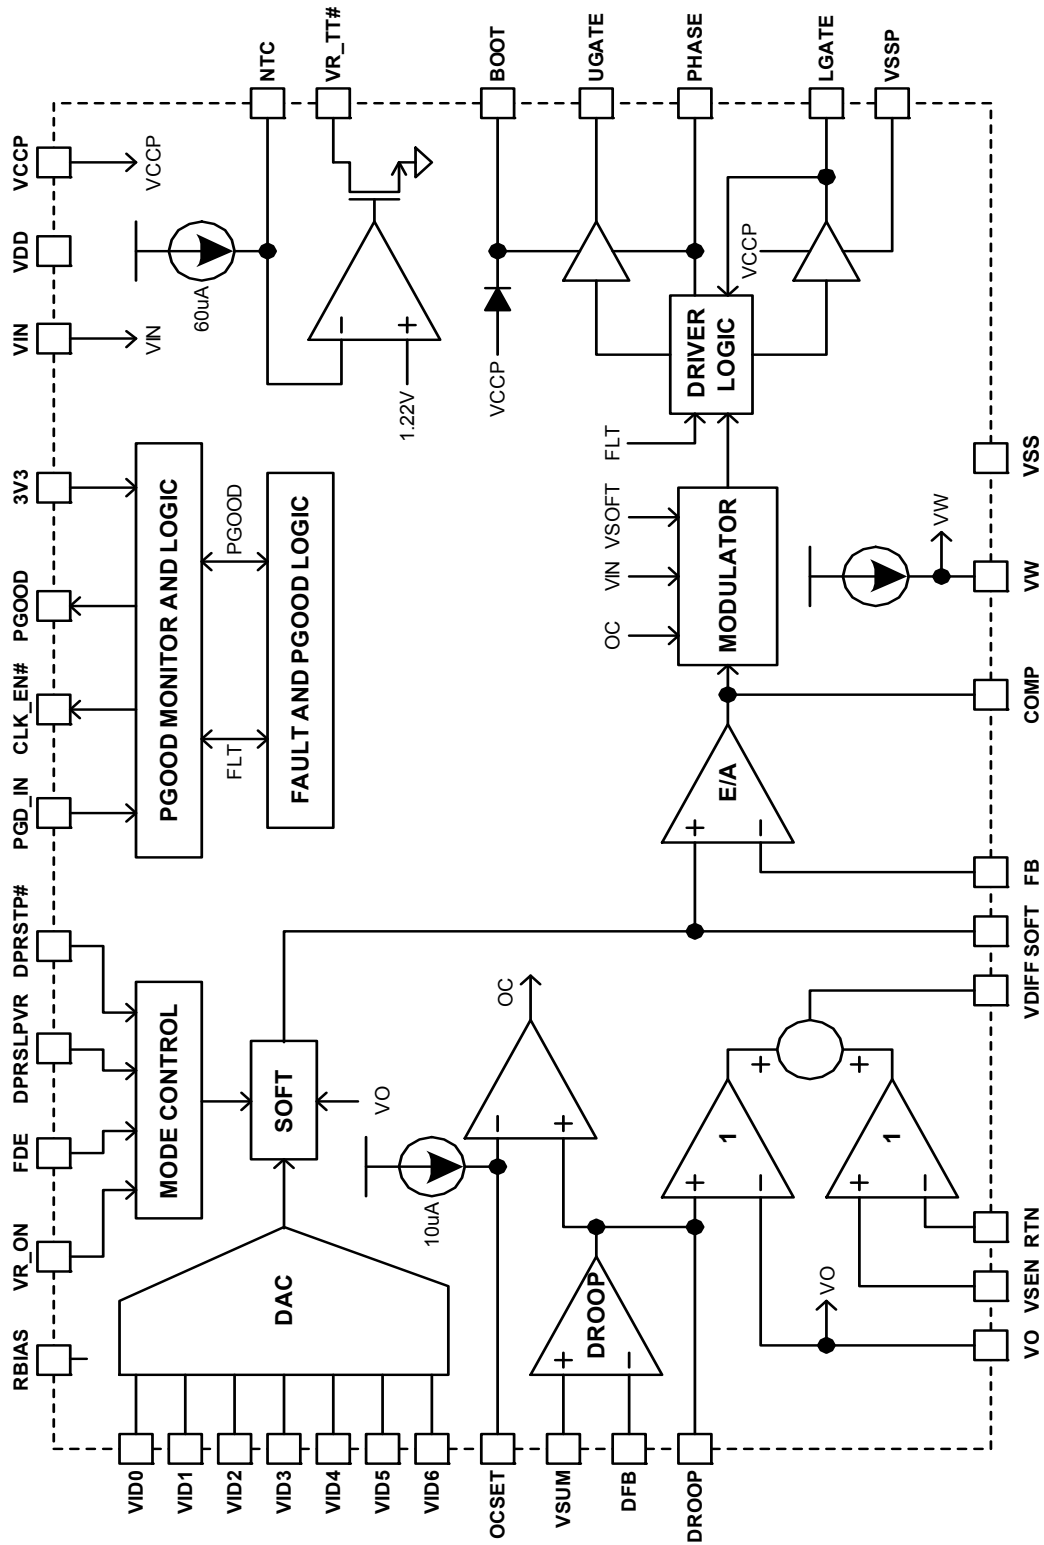 RBIAS
VR_ON
FDE
DPRSLPVR
DPRSTP#
PGD_IN
CLK_EN#
PGOOD
3V3
VIN
VDD
VCCP
VID0
VID1
VID2
VID3
VID4
VID5
VID6
OCSET
VSUM
DFB
DROOP
DAC
MODE CONTROL
SOFT
VO
10uA
−
+
OC
DROOP
+
−
+
−
1
+
+
−
1
+
VO
PGOOD MONITOR AND LOGIC
FLT
PGOOD
FAULT AND PGOOD LOGIC
VIN
VCCP
60uA
−
+
1.22V
VCCP
E/A
+
−
OC
VIN
VSOFT
MODULATOR
FLT
DRIVER
LOGIC
VCCP
VW
NTC
VR_TT#
BOOT
UGATE
PHASE
LGATE
VSSP
VO
VSEN
RTN
VDIFF
SOFT
FB
COMP
VW
VSS